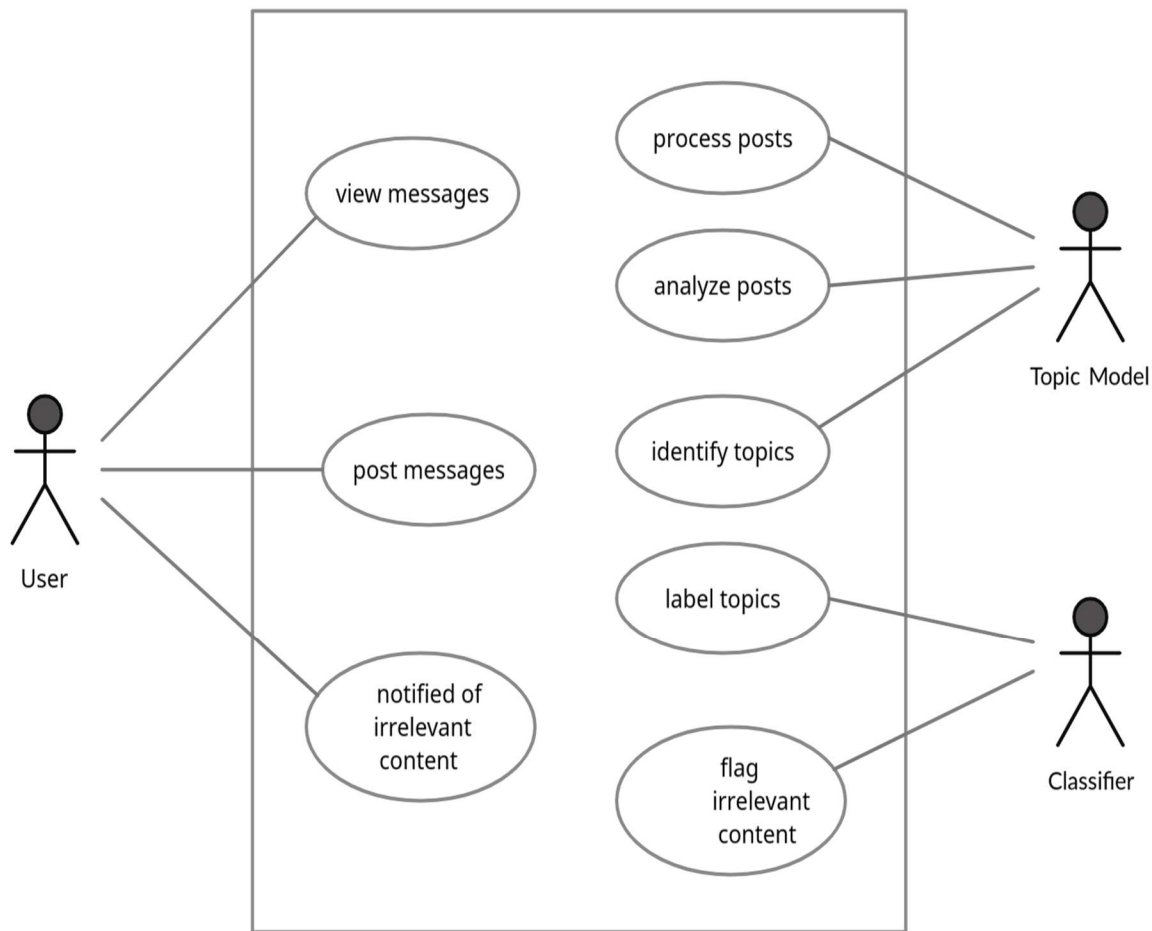 process posts
view messages
analyze posts
Topic Model
identify topics
post messages
User
label topics
notified of
irrelevant
content
flag
irrelevant
content
Classifier